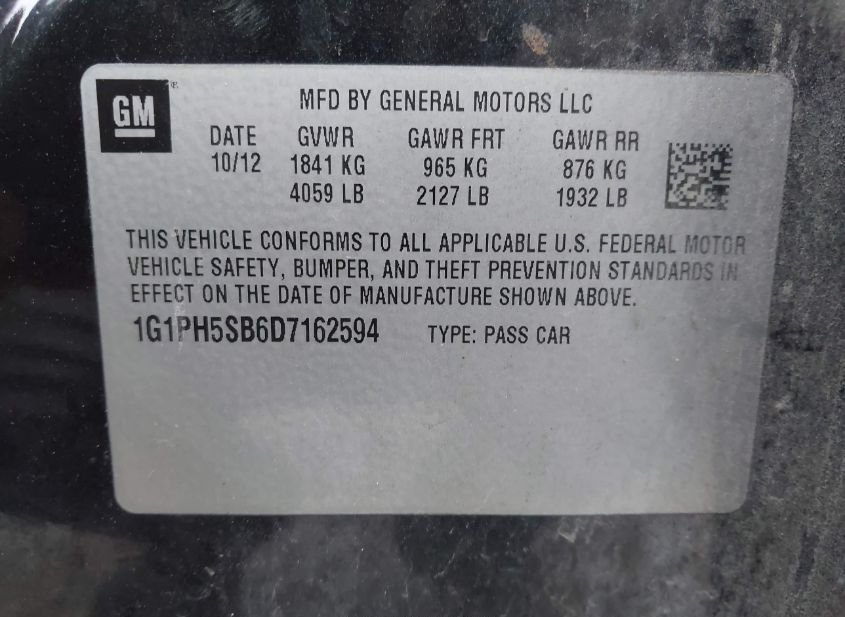 GM ®
MFD BY GENERAL MOTORS LLC
DATE GVWR GAWR FRT GAWR RR
10/12 1841 KG 965 KG 876 KG
4059 LB 2127 LB 1932 LB
THIS VEHICLE CONFORMS TO ALL APPLICABLE U.S. FEDERAL MOTOR
VEHICLE SAFETY, BUMPER, AND THEFT PREVENTION STANDARDS IN
EFFECT ON THE DATE OF MANUFACTURE SHOWN ABOVE.
1G1PH5SB6D7162594 TYPE: PASS CAR